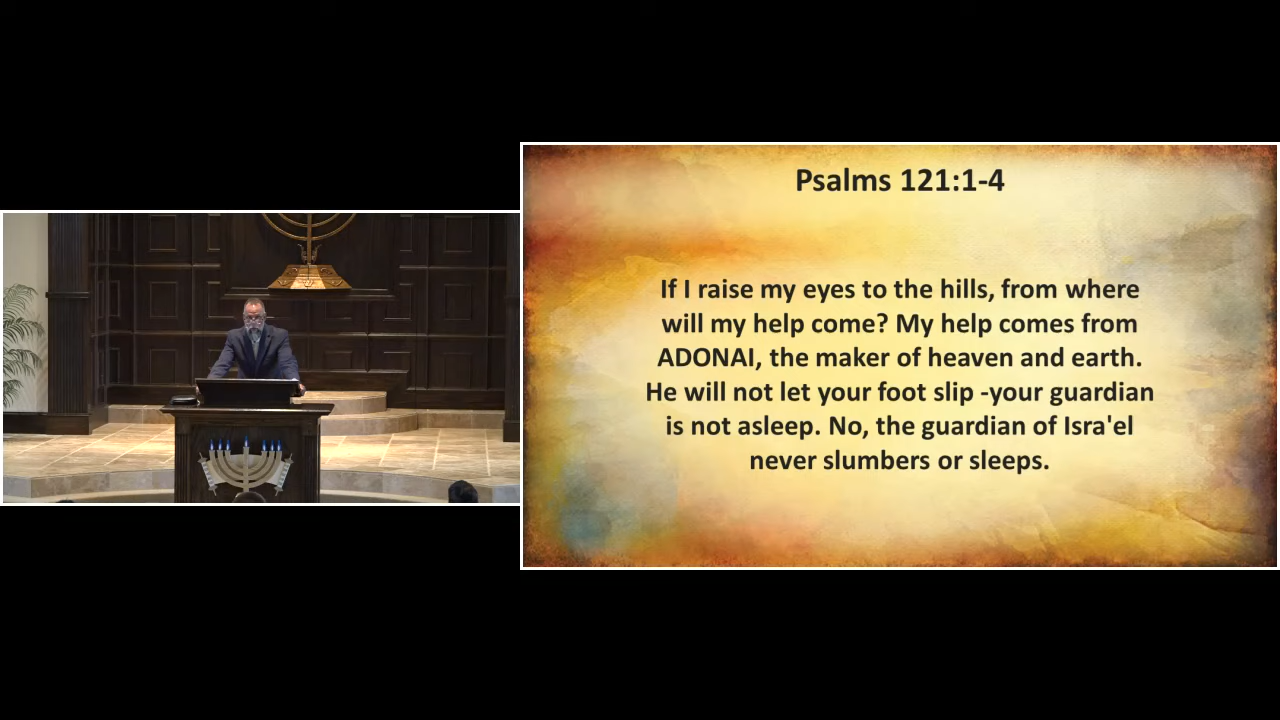 Psalms 121:1-4
If I raise my eyes to the hills, from where
will my help come? My help comes from
ADONAI, the maker of heaven and earth.
He will not let your foot slip -your guardian
is not asleep. No, the guardian of Isra'el
never slumbers or sleeps.